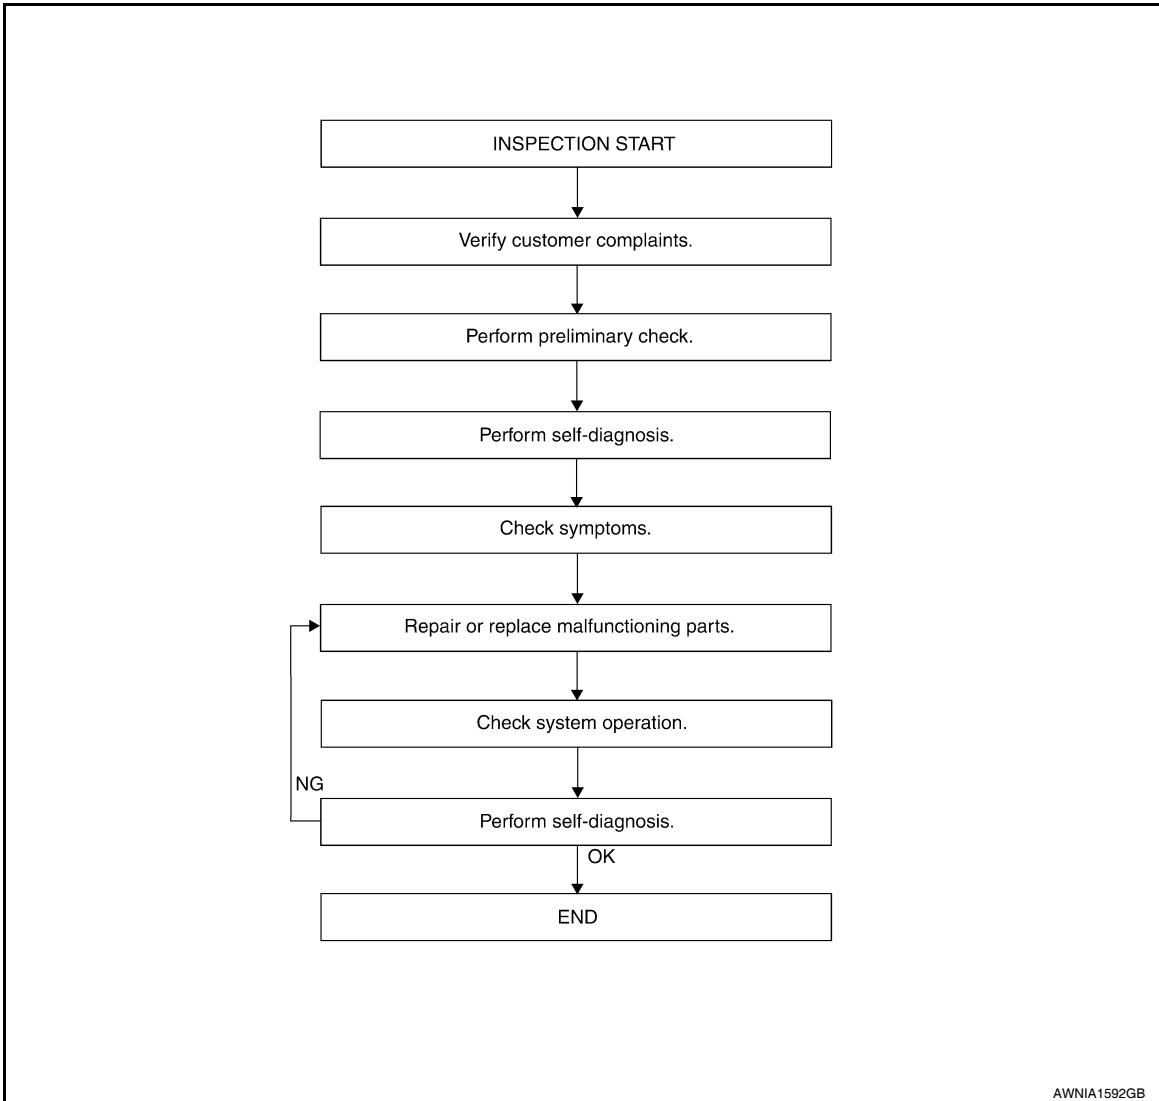 INSPECTION START
Verify customer complaints.
Perform preliminary check.
Perform self-diagnosis.
Check symptoms.
Repair or replace malfunctioning parts.
Check system operation.
NG
Perform self-diagnosis.
OK
END
AWNIA1592GB